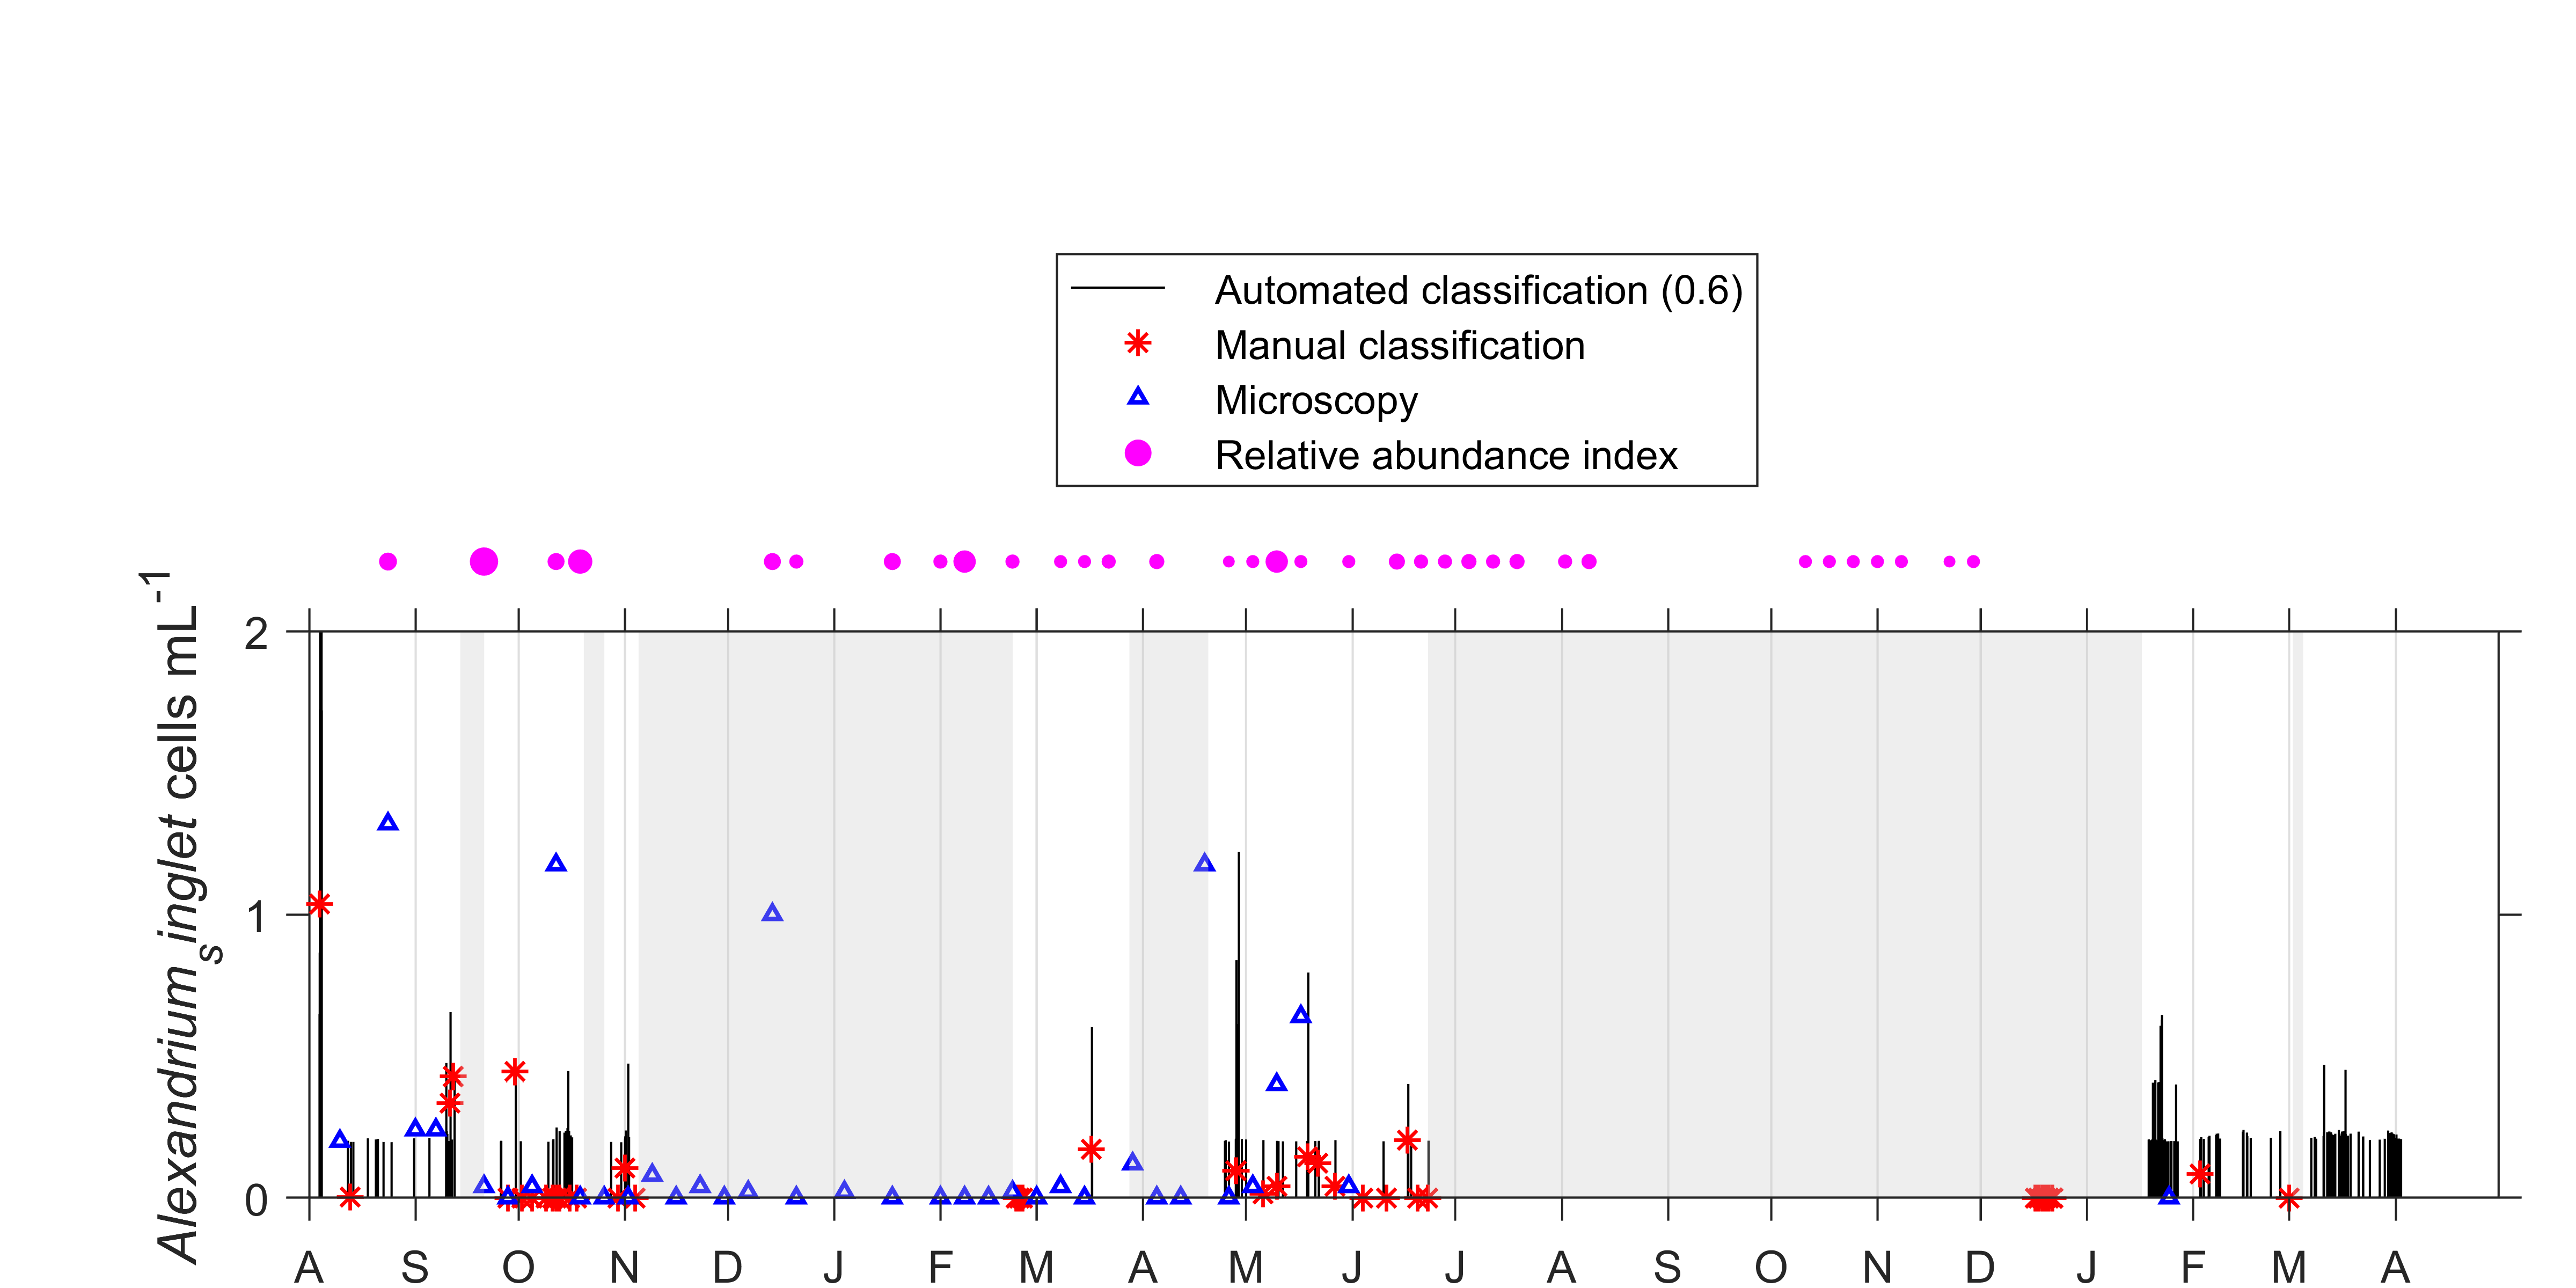 Automated classification (0.6)
Manual classification
Microscopy
Relative abundance index
Alexandrium_singlet cells mL^-1
2
1
0
A S O N D J F M A M J J A S O N D J F M A